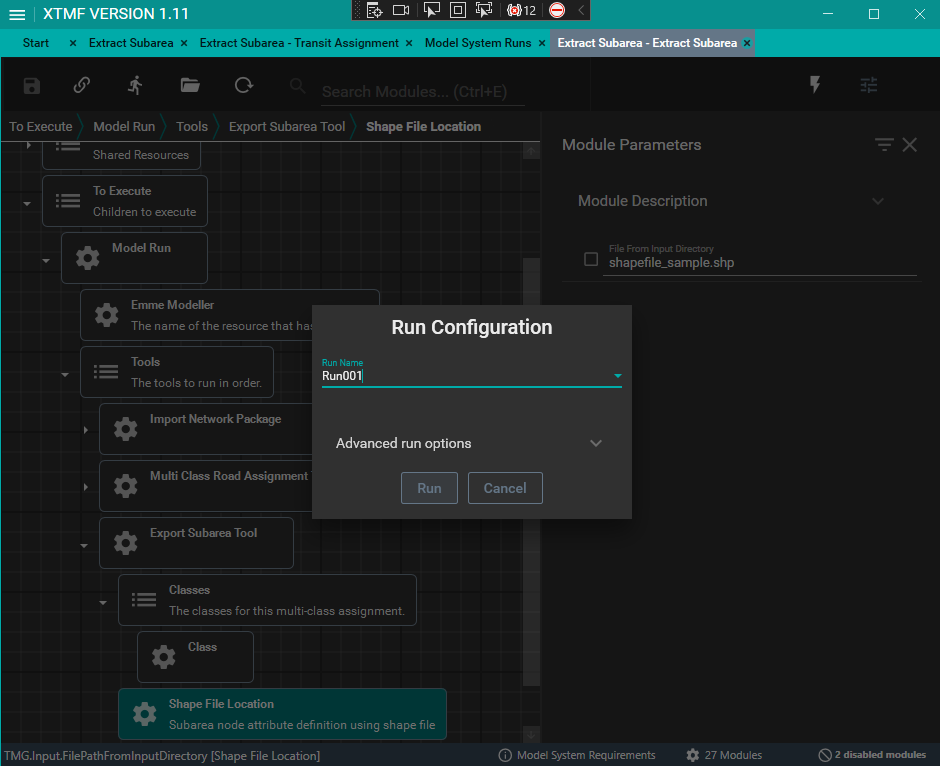 XTMF VERSION 1.11
12
Start × Extract Subarea × Extract Subarea - Transit Assignment × Model System Runs × Extract Subarea - Extract Subarea ×
Search Modules... (Ctrl+E)
To Execute Model Run Tools Export Subarea Tool Shape File Location
Module Parameters
Shared Resources
To Execute
Children to execute
Module Description
Model Run
File From Input Directory
shapefile_sample.shp
Emme Modeller
The name of the resource that has
Run Configuration
Tools
The tools to run in order.
Run Name
Run001
Import Network Package
Advanced run options
Multi Class Road Assignment
Run Cancel
Export Subarea Tool
Classes
The classes for this multi-class assignment.
Class
Shape File Location
Subarea node attribute definition using shape file
TMG.Input.FilePathFromInputDirectory [Shape File Location] Model System Requirements 27 Modules 2 disabled modules